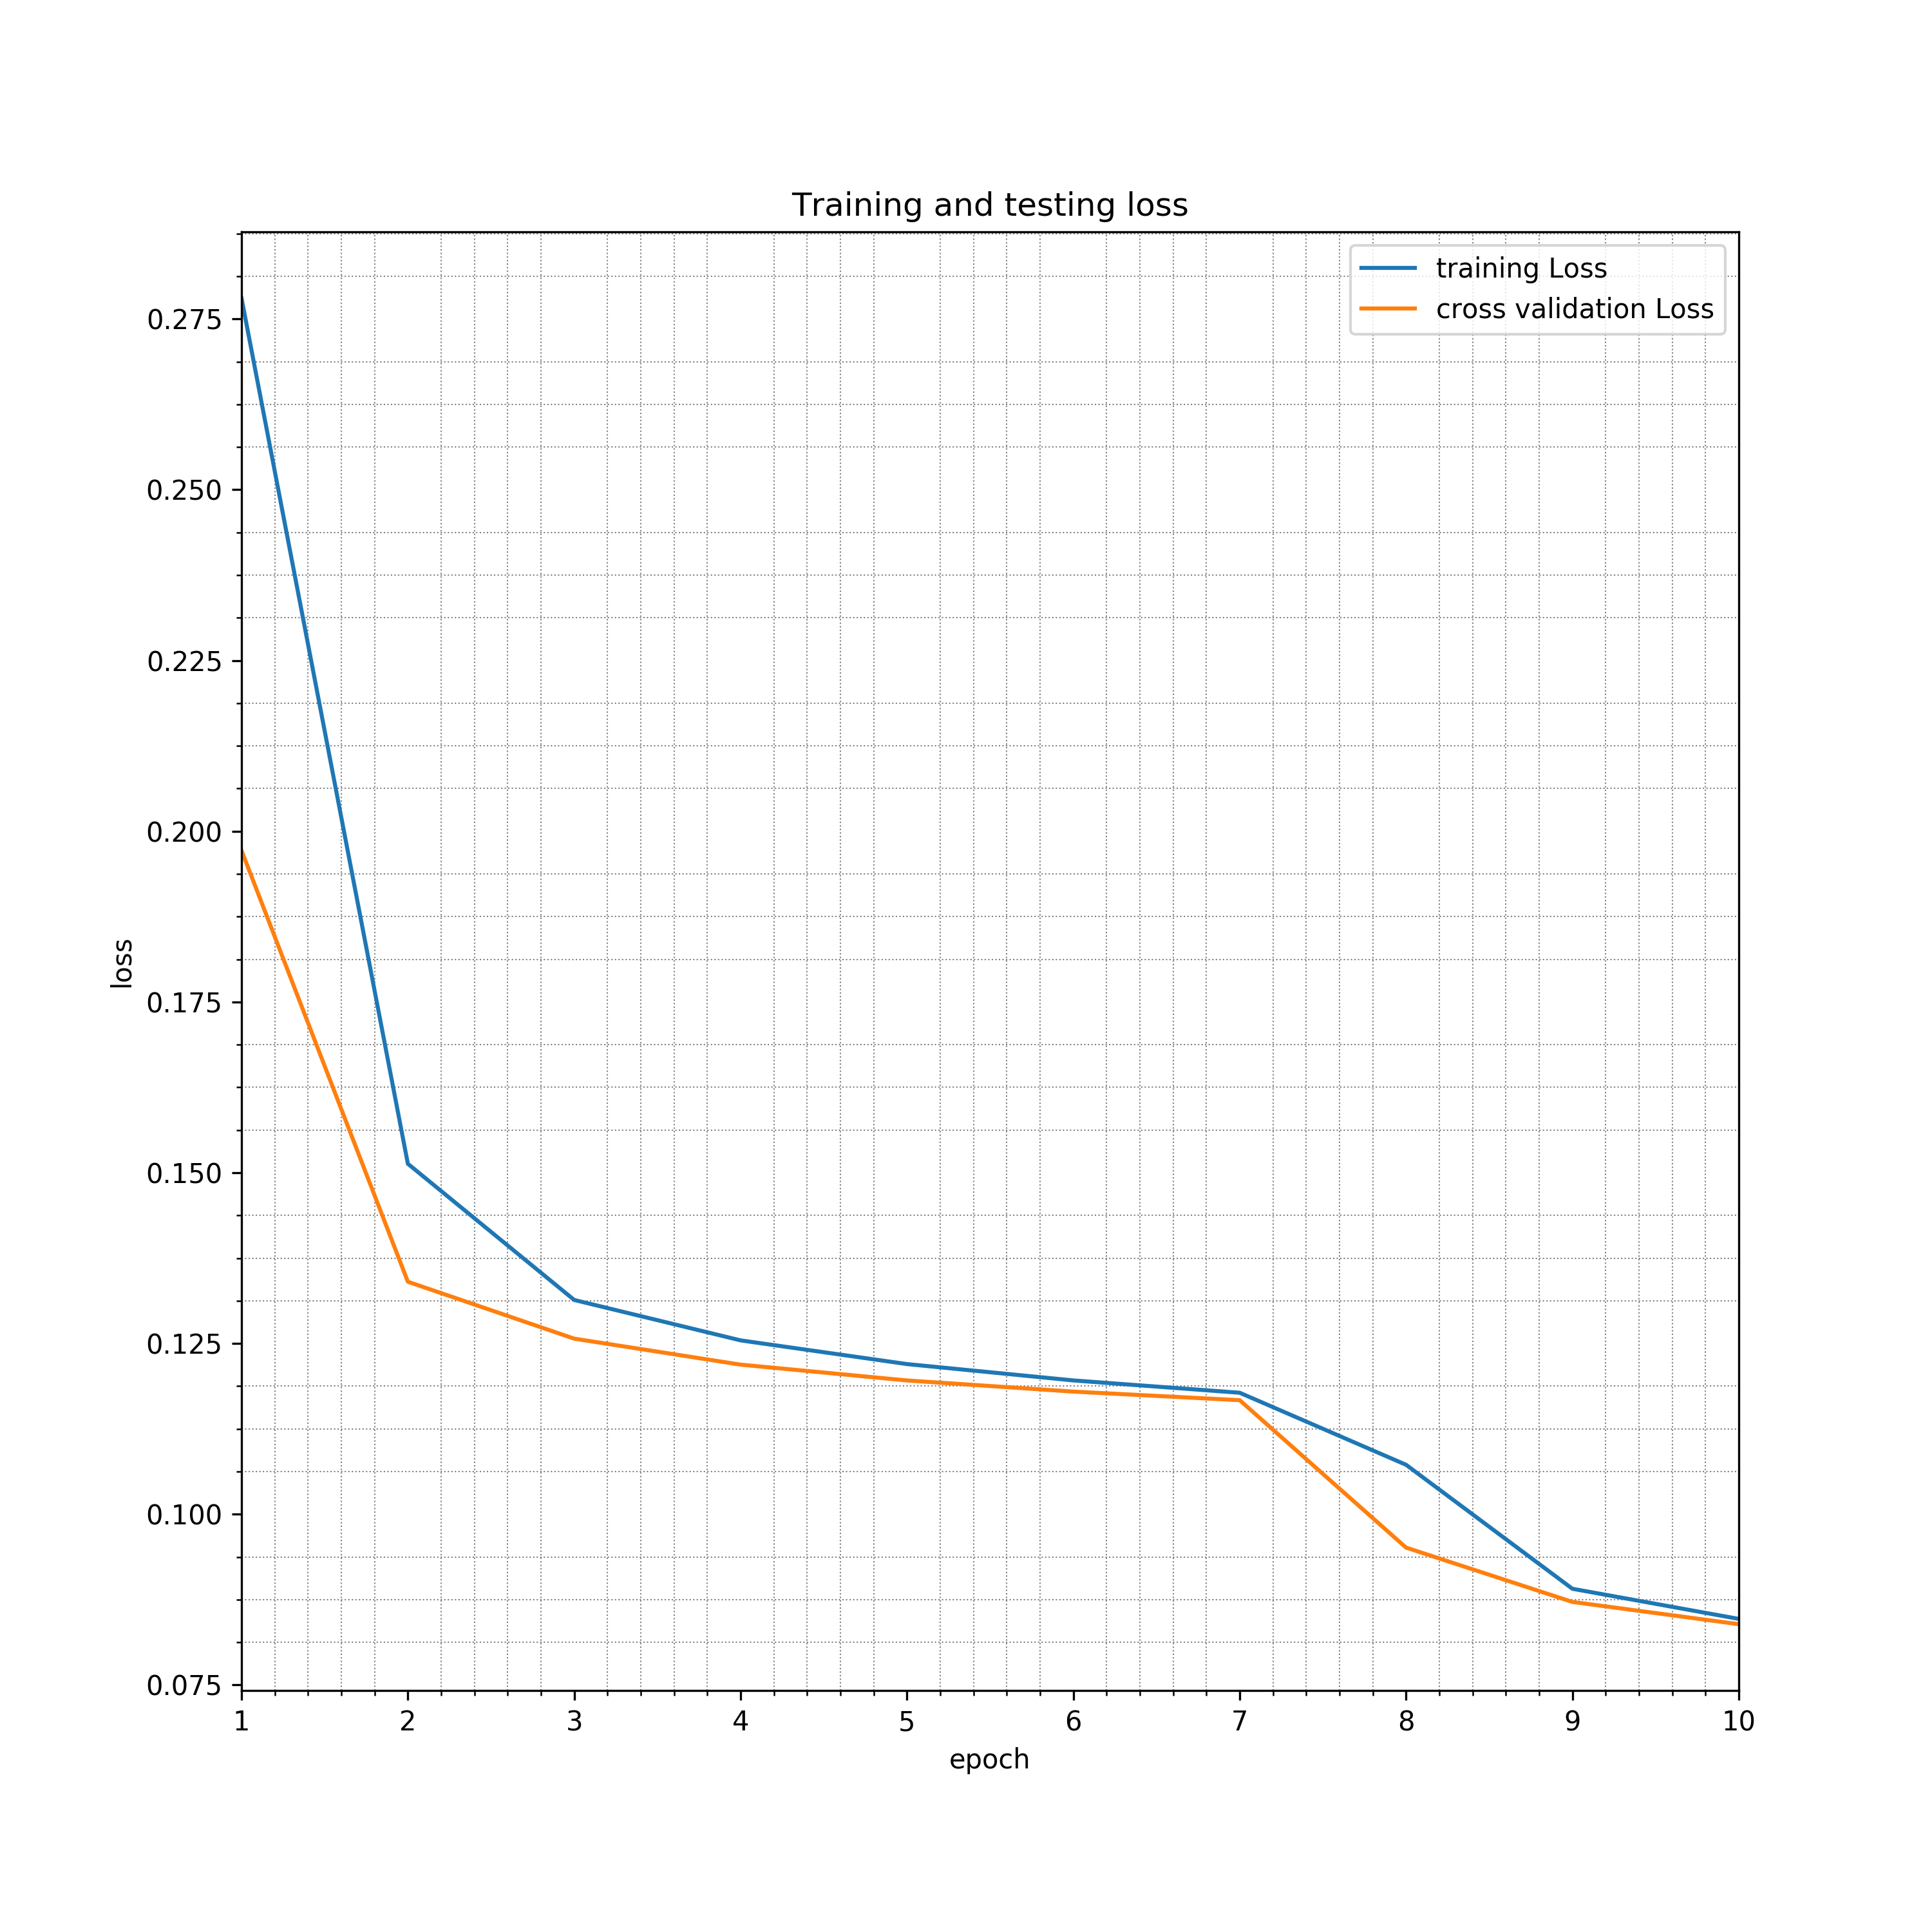 Training and testing loss
training Loss
cross validation Loss
0.275
0.250
0.225
0.200
0.175
0.150
0.125
0.100
0.075
loss
1 2 3 4 5 6 7 8 9 10
epoch